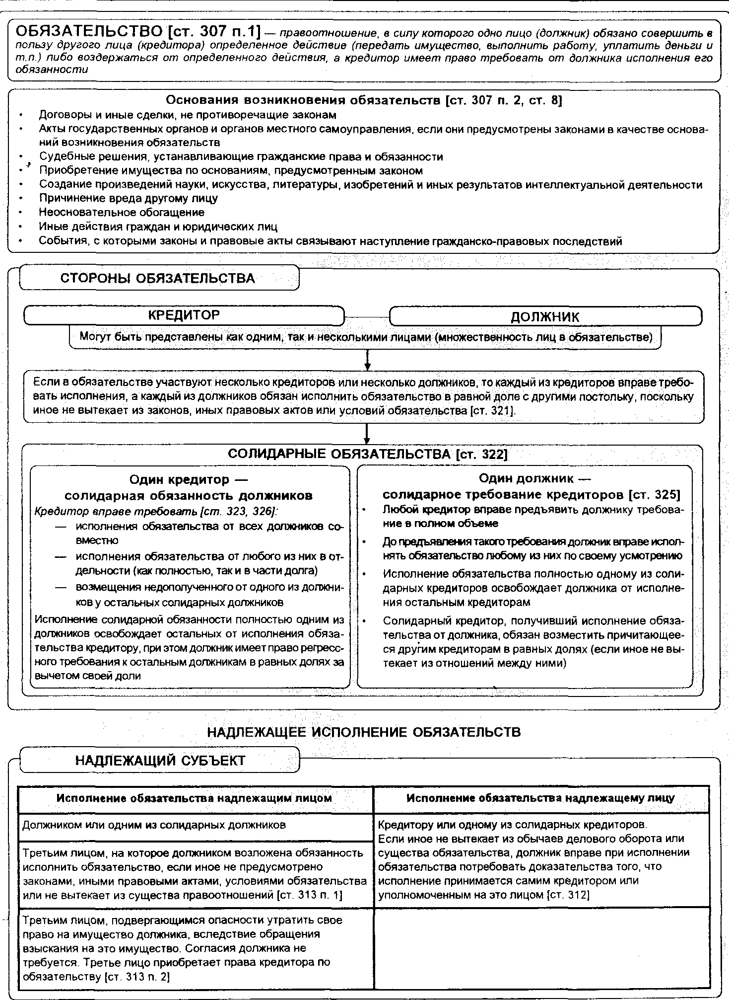 ОБЯЗАТЕЛЬСТВО [ст. 307 п.1] — правоотношение, в силу которого одно лицо (должник) обязано совершить в
пользу другого лица (кредитора) определенное действие (передать имущество, выполнить работу, уплатить деньги и
т.п.) либо воздержаться от определенного действия, а кредитор имеет право требовать от должника исполнения его
обязанности
Основания возникновения обязательств [ст. 307 п. 2, ст. 8]
• Договоры и иные сделки, не противоречащие законам
• Акты государственных органов и органов местного самоуправления, если они предусмотрены законами в качестве основа-
ний возникновения обязательств
• Судебные решения, устанавливающие гражданские права и обязанности
• Приобретение имущества по основаниям, предусмотренным законом
• Создание произведений науки, искусства, литературы, изобретений и иных результатов интеллектуальной деятельности
• Причинение вреда другому лицу
• Неосновательное обогащение
• Иные действия граждан и юридических лиц
• События, с которыми законы и правовые акты связывают наступление гражданско-правовых последствий
СТОРОНЫ ОБЯЗАТЕЛЬСТВА
КРЕДИТОР
ДОЛЖНИК
Могут быть представлены как одним, так и несколькими лицами (множественность лиц в обязательстве)
Если в обязательстве участвуют несколько кредиторов или несколько должников, то каждый из кредиторов вправе требо-
вать исполнения, а каждый из должников обязан исполнить обязательство в равной доле с другими постольку, поскольку
иное не вытекает из законов, иных правовых актов или условий обязательства [ст. 321].
СОЛИДАРНЫЕ ОБЯЗАТЕЛЬСТВА [ст. 322]
Один кредитор —
солидарная обязанность должников
Кредитор вправе требовать [ст. 323, 326]:
— исполнения обязательства от всех должников со-
вместно
— исполнения обязательства от любого из них в от-
дельности (как полностью, так и в части долга)
— возмещения недополученного от одного из должни-
ков у остальных солидарных должников
Исполнение солидарной обязанности полностью одним из
должников освобождает остальных от исполнения обяза-
тельства кредитору, при этом должник имеет право регресс-
ного требования к остальным должникам в равных долях за
вычетом своей доли
Один должник —
солидарное требование кредиторов [ст. 325]
• Любой кредитор вправе предъявить должнику требова-
ние в полном объеме
• До предъявления такого требования должник вправе испол-
нять обязательство любому из них по своему усмотрению
• Исполнение обязательства полностью одному из соли-
дарных кредиторов освобождает должника от исполне-
ния остальным кредиторам
• Солидарный кредитор, получивший исполнение обяза-
тельства от должника, обязан возместить причитающее-
ся другим кредиторам в равных долях (если иное не вы-
текает из отношений между ними)
НАДЛЕЖАЩЕЕ ИСПОЛНЕНИЕ ОБЯЗАТЕЛЬСТВ
НАДЛЕЖАЩИЙ СУБЪЕКТ
Исполнение обязательства надлежащим лицом
Исполнение обязательства надлежащему лицу
Должником или одним из солидарных должников
Третьим лицом, на которое должником возложена обязанность
исполнить обязательство, если иное не предусмотрено
законами, иными правовыми актами, условиями обязательства
или не вытекает из существа правоотношений [ст. 313 п. 1]
Третьим лицом, подвергающимся опасности утратить свое
право на имущество должника, вследствие обращения
взыскания на это имущество. Согласия должника не
требуется. Третье лицо приобретает права кредитора по
обязательству [ст. 313 п. 2]
Кредитору или одному из солидарных кредиторов.
Если иное не вытекает из обычаев делового оборота или
существа обязательства, должник вправе при исполнении
обязательства потребовать доказательства того, что
исполнение принимается самим кредитором или
уполномоченным на это лицом [ст. 312]